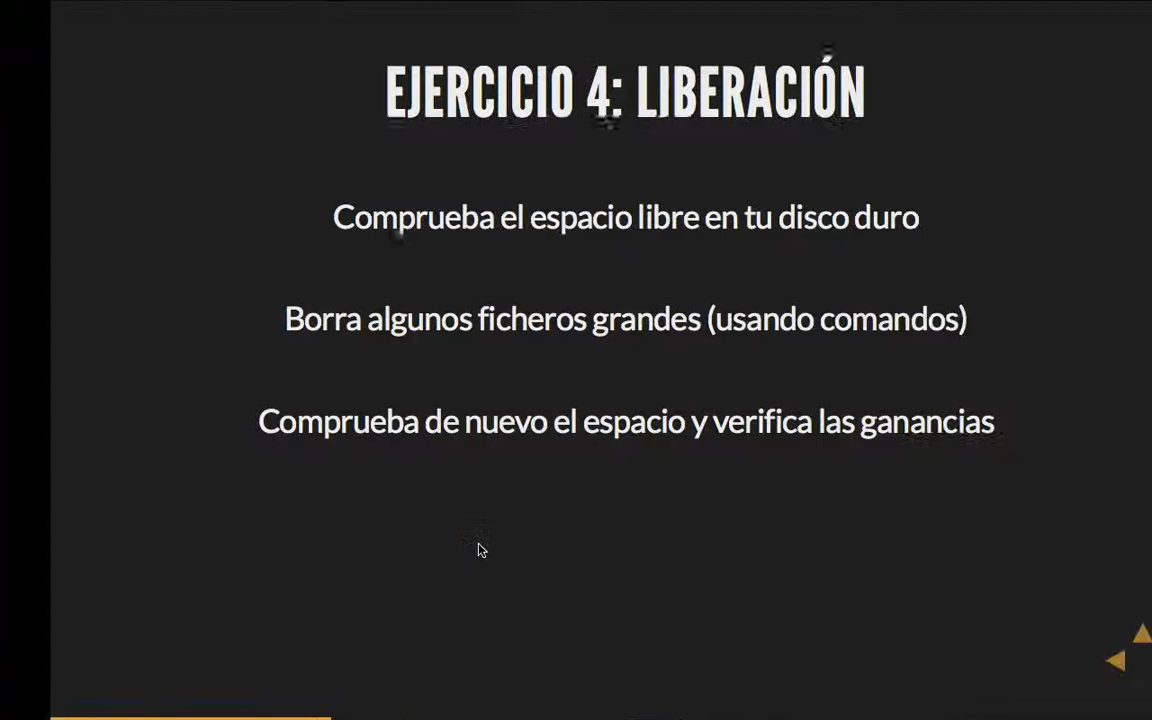 EJERCICIO 4: LIBERACIÓN
Comprueba el espacio libre en tu disco duro
Borra algunos ficheros grandes (usando comandos)
Comprueba de nuevo el espacio y verifica las ganancias